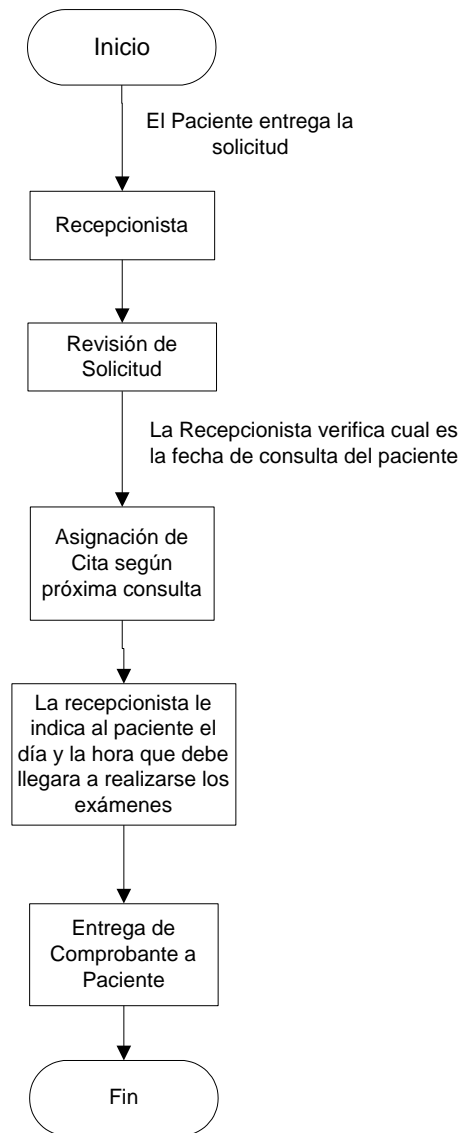 Inicio
El Paciente entrega la
solicitud
Recepcionista
Revisión de
Solicitud
La Recepcionista verifica cual es
la fecha de consulta del paciente
Asignación de
Cita según
próxima consulta
La recepcionista le
indica al paciente el
día y la hora que debe
llegara a realizarse los
exámenes
Entrega de
Comprobante a
Paciente
Fin